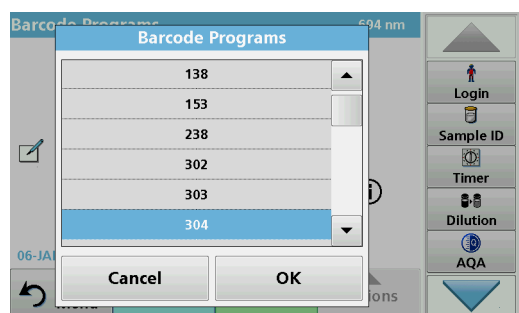 Barcode Programs 694 nm
Barcode Programs
138
153
238
302
303
304
Cancel
OK
06-JA
Menu
ions
Login
Sample ID
Timer
Dilution
AQA